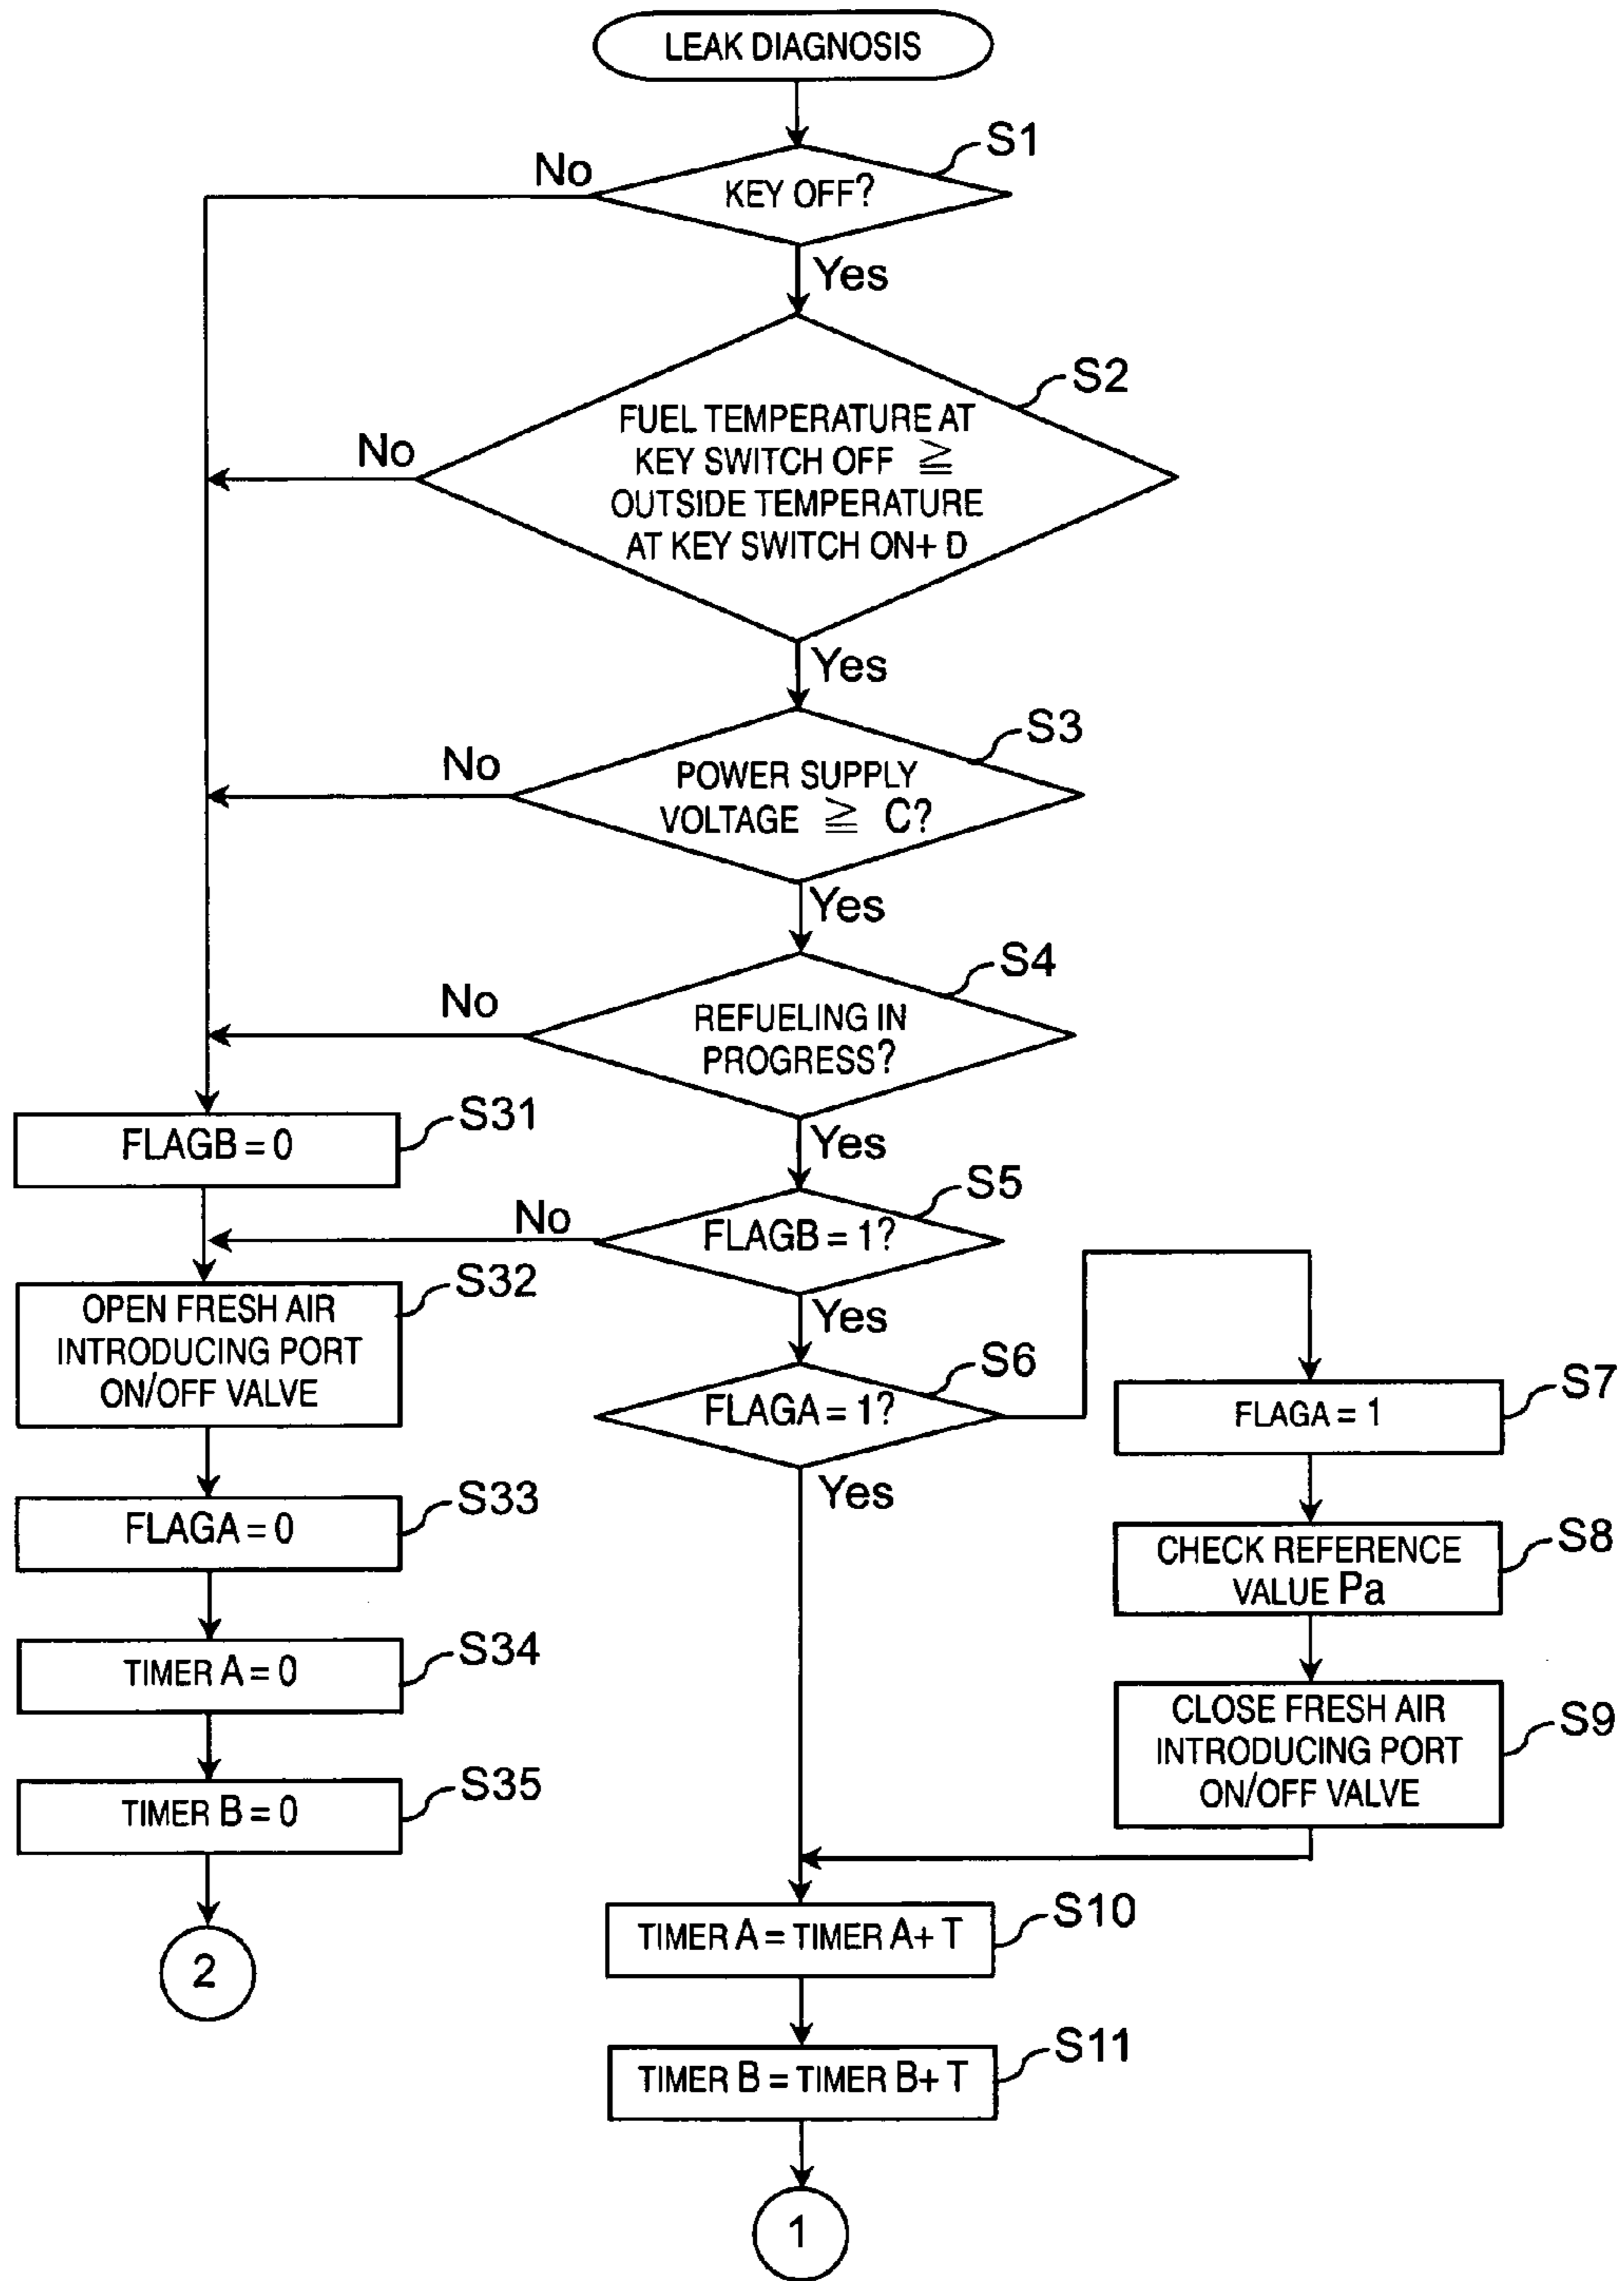 LEAK DIAGNOSIS
S1
No
KEY OFF?
Yes
S2
FUEL TEMPERATURE AT
KEY SWITCH OFF ≧
OUTSIDE TEMPERATURE
AT KEY SWITCH ON+ D
No
Yes
S3
No
POWER SUPPLY
VOLTAGE ≧ C?
Yes
S4
No
REFUELING IN
PROGRESS?
Yes
S31
FLAGB = 0
S5
No
FLAGB = 1?
Yes
S32
OPEN FRESH AIR
INTRODUCING PORT
ON/OFF VALVE
S6
FLAGA = 1?
Yes
S7
FLAGA = 1
S33
FLAGA = 0
S8
CHECK REFERENCE
VALUE Pa
S34
TIMER A = 0
S9
CLOSE FRESH AIR
INTRODUCING PORT
ON/OFF VALVE
S35
TIMER B = 0
2
S10
TIMER A = TIMER A+ T
S11
TIMER B = TIMER B+ T
1